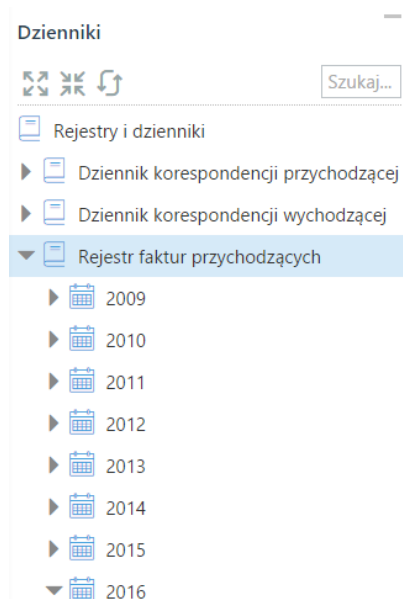 Dzienniki
Szukaj...
Rejestry i dzienniki
Dziennik korespondencji przychodzącej
Dziennik korespondencji wychodzącej
Rejestr faktur przychodzących
2009
2010
2011
2012
2013
2014
2015
2016